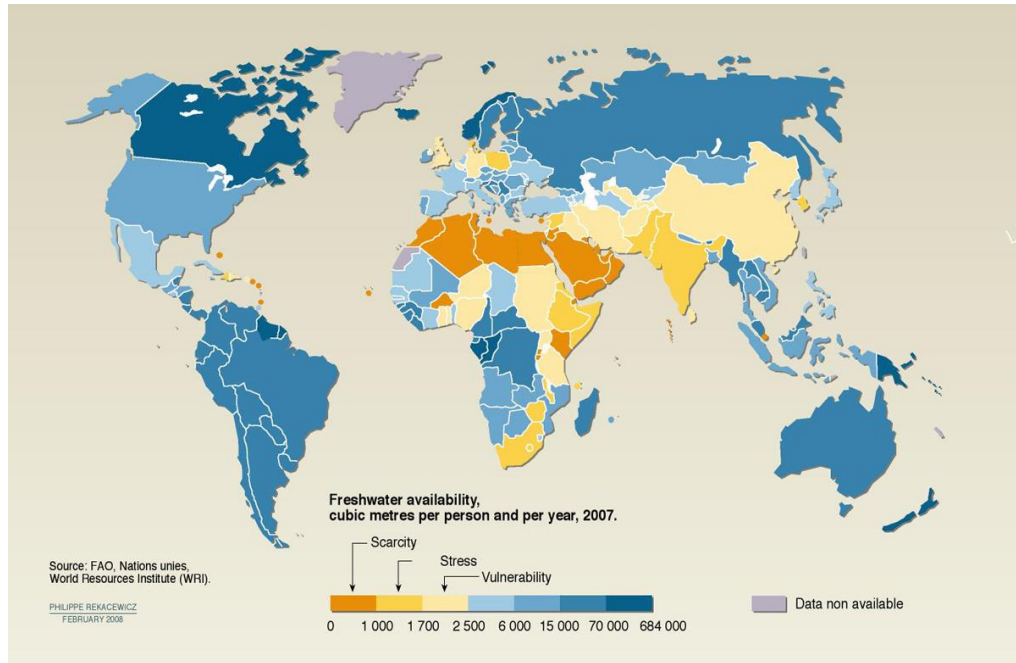 Freshwater availability,
cubic metres per person and per year, 2007.
Scarcity
Stress
Vulnerability
0 1 000 1 700 2 500 6 000 15 000 70 000 684 000
Data non available
Source: FAO, Nations unies,
World Resources Institute (WRI).
PHILIPPE REKACEWICZ
FEBRUARY 2008